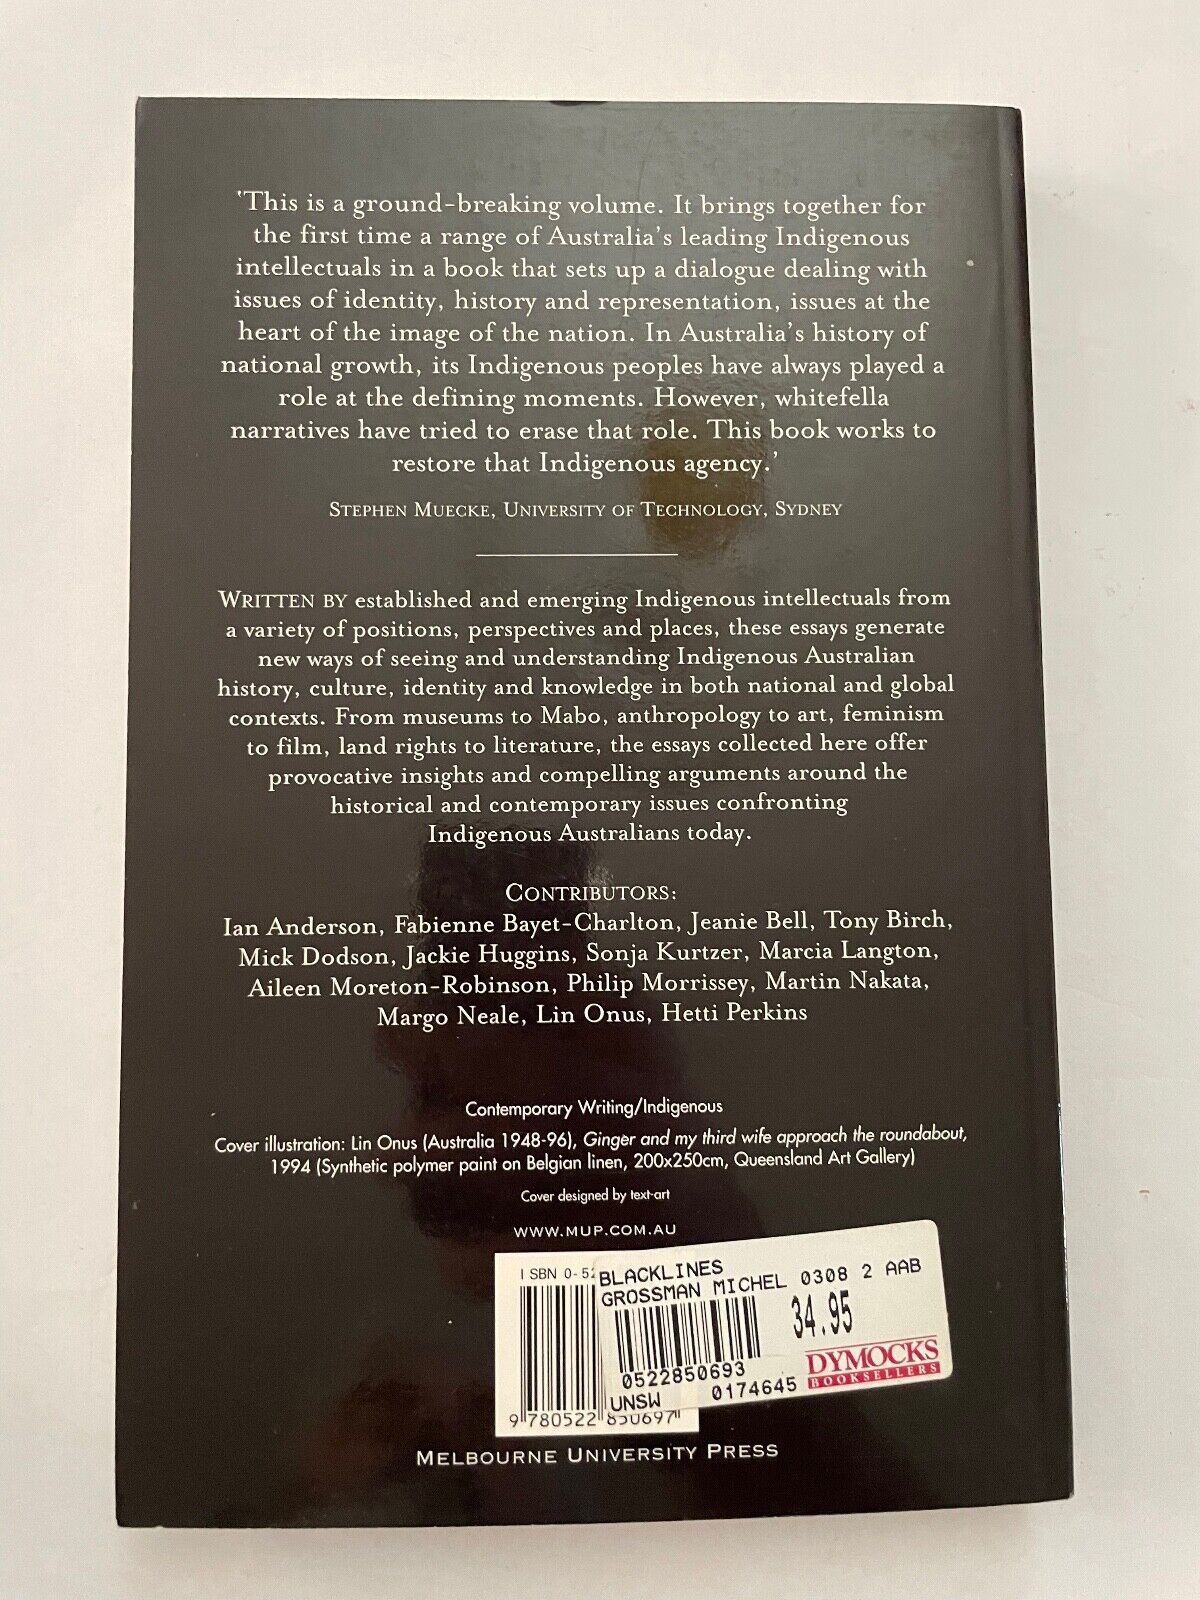 ‘This is a ground-breaking volume. It brings together for
the first time a range of Australia’s leading Indigenous
intellectuals in a book that sets up a dialogue dealing with
issues of identity, history and representation, issues at the
heart of the image of the nation. In Australia’s history of
national growth, its Indigenous peoples have always played a
role at the defining moments. However, whitefella
narratives have tried to erase that role. This book works to
restore that Indigenous agency.’
STEPHEN MUECKE, UNIVERSITY OF TECHNOLOGY, SYDNEY
WRITTEN BY established and emerging Indigenous intellectuals from
a variety of positions, perspectives and places, these essays generate
new ways of seeing and understanding Indigenous Australian
history, culture, identity and knowledge in both national and global
contexts. From museums to Mabo, anthropology to art, feminism
to film, land rights to literature, the essays collected here offer
provocative insights and compelling arguments around the
historical and contemporary issues confronting
Indigenous Australians today.
CONTRIBUTORS:
Ian Anderson, Fabienne Bayet-Charlton, Jeanie Bell, Tony Birch,
Mick Dodson, Jackie Huggins, Sonja Kurtzer, Marcia Langton,
Aileen Moreton-Robinson, Philip Morrissey, Martin Nakata,
Margo Neale, Lin Onus, Hetti Perkins
Contemporary Writing/Indigenous
Cover illustration: Lin Onus (Australia 1948-96), Ginger and my third wife approach the roundabout,
1994 (Synthetic polymer paint on Belgian linen, 200x250cm, Queensland Art Gallery)
Cover designed by text-art
WWW.MUP.COM.AU
ISBN 0-52
BLACKLINES
GROSSMAN MICHEL 0308 2 AAB
34.95
0522850693
DYMOCKS
BOOKSELLERS
UNSW 0174645
9 780522 850697
MELBOURNE UNIVERSITY PRESS